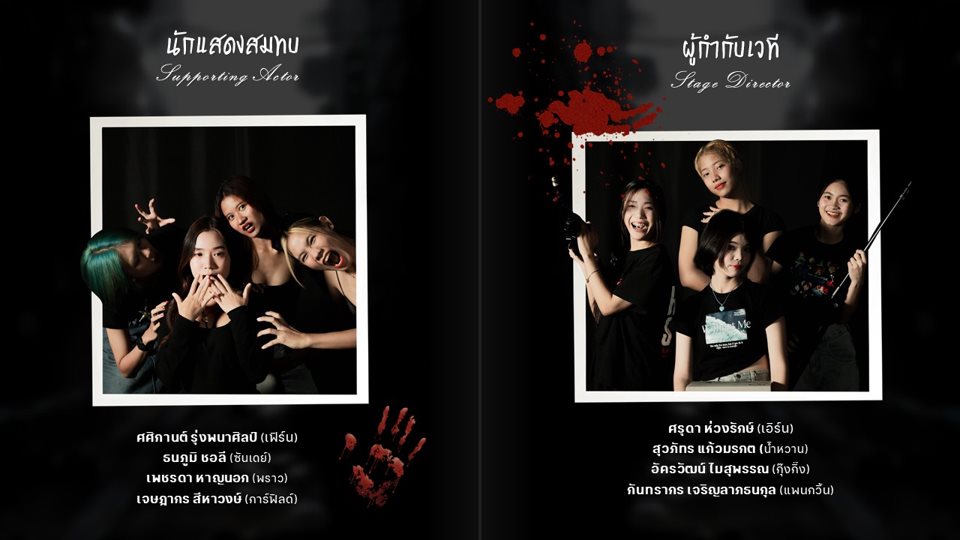 นักแสดงสมทบ
Supporting Actor
ศศิกานต์ รุ่งพนาศิลป์ (เฟิร์น)
ธนภูมิ ชอลี (ซันเดย์)
เพชรดา หาญนอก (พราว)
เจษฎากร สีหาวงษ์ (การ์ฟิลด์)
ผู้กำกับเวที
Stage Director
ศรุดา ห่วงรักษ์ (เอิร์น)
สุวภัทร แก้วมรกต (น้ำหวาน)
อัครวัฒน์ ไมสุพรรณ (กุ๊งกิ๊ง)
กันทรากร เจริญลาภธนกุล (แพนกวิ้น)
Me